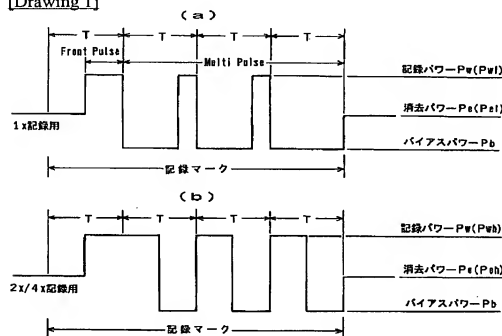 [Drawing 1]
(a)
T T T T
Front Pulse
Multi Pulse
記録パワーPw(Pwl)
消去パワーPe(Pel)
1x記録用
バイアスパワーPb
記録マーク
(b)
T T T T
記録パワーPw(Pwh)
消去パワーPe(Peh)
2x/4x記録用
バイアスパワーPb
記録マーク